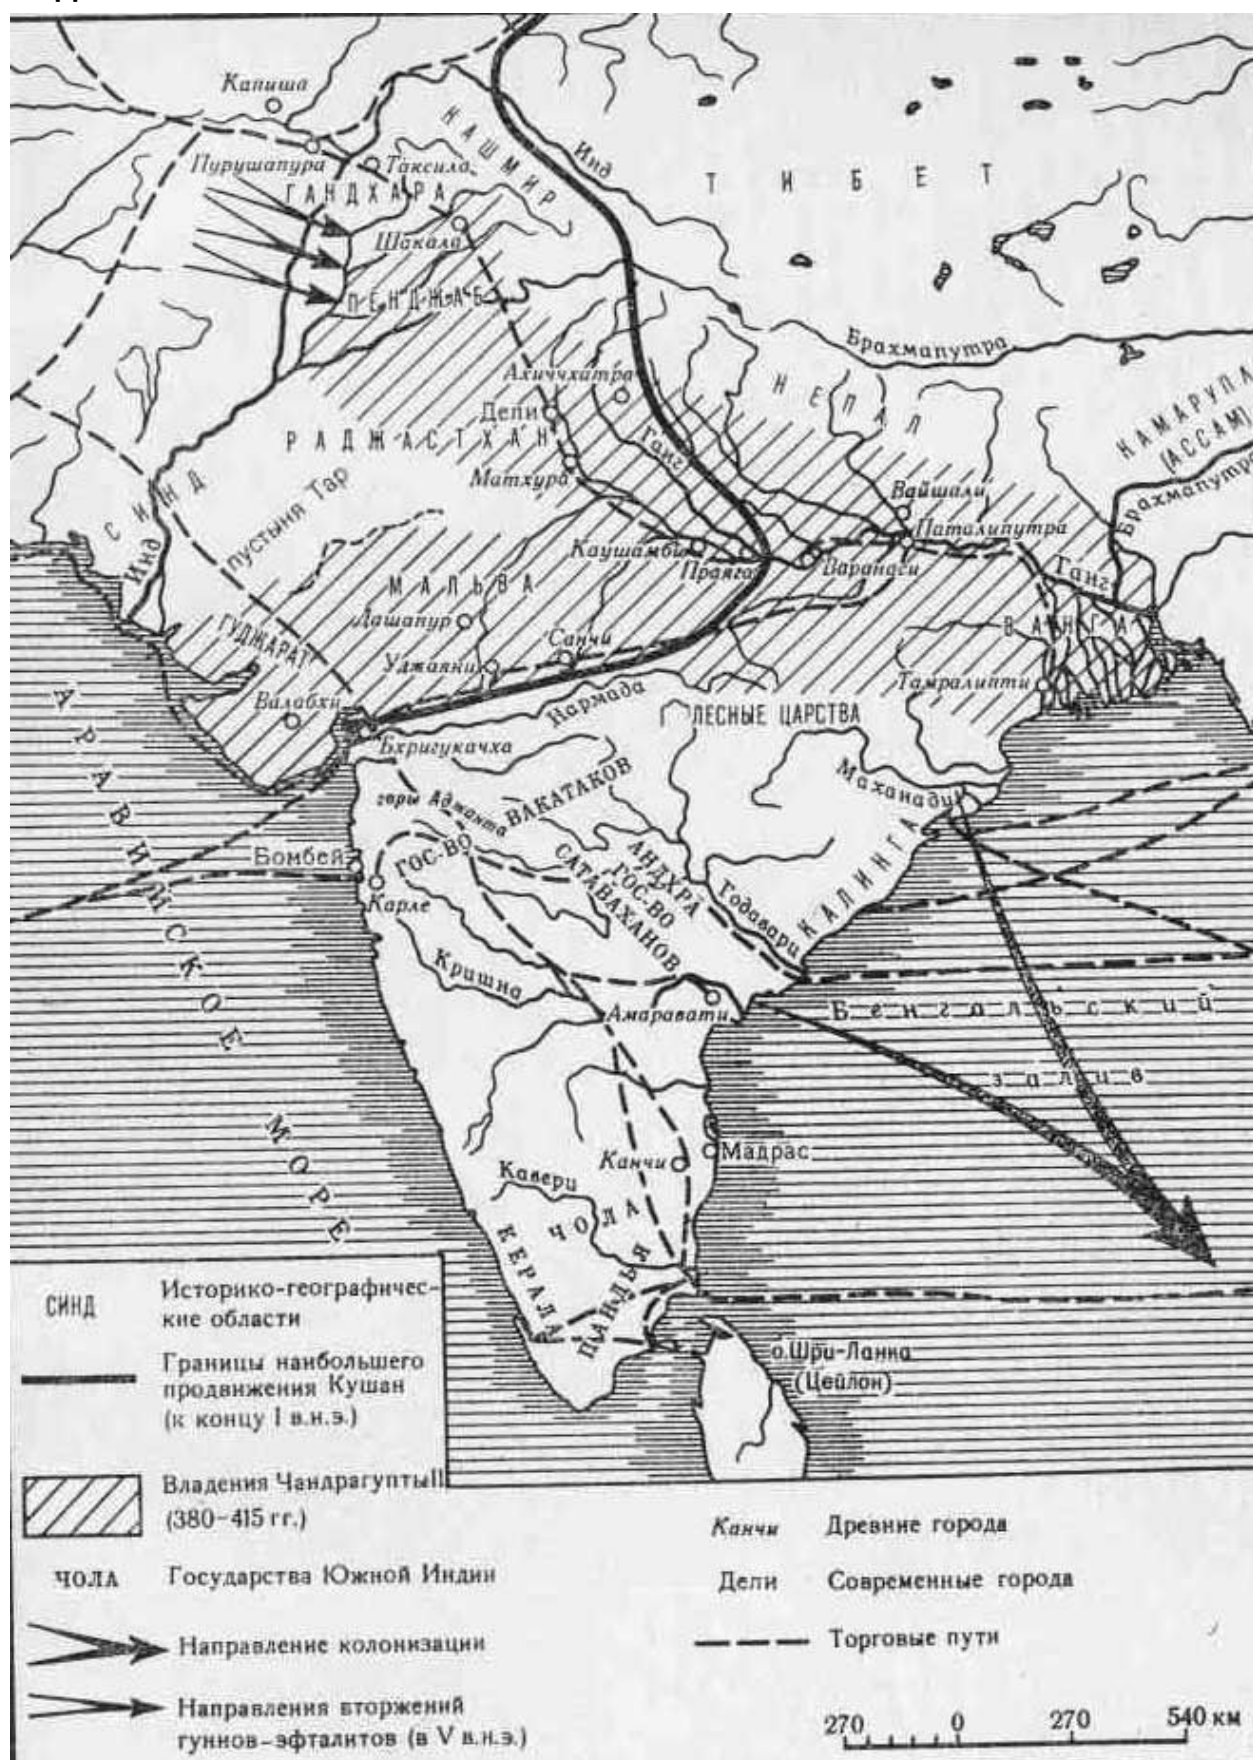 Капиша
Пурушапура
Таксила
ГАНДХАРА
КАШМИР
Инд
ТИБЕТ
Шакала
ПЕНДЖАБ
Брахмапутра
Ахиччхатра
НЕПАЛ
КАМАРУПА
(АССАМ)
Брахмапутра
Дели
РАДЖАСТХАН
Ганг
Матхура
СИНД
Инд
пустыня Тар
Вайшали
Паталипутра
Каушамби
Праяга
Варанаси
Ганг
МАЛЬВА
ВАНГА
ГУДЖАРАТ
Дашапур
Санчи
Уджаяни
Тамралипти
Валабхи
Нармада
ЛЕСНЫЕ ЦАРСТВА
Бхригукачха
Маханади
горы Аджанта
ГОС-ВО ВАКАТАКОВ
АНДХРА
ГОС-ВО
САТАВАХАНОВ
КАЛИНГА
Бомбей
Карле
Годавари
АРАВИЙСКОЕ МОРЕ
Кришна
Амаравати
Бенгальский
залив
Канчи
Мадрас
Кавери
ЧОЛА
КЕРАЛА
ПАНДЬЯ
о.Шри-Ланка
(Цейлон)
СИНД
Историко-географичес-
кие области
Границы наибольшего
продвижения Кушан
(к концу I в.н.э.)
Владения Чандрагупты II
(380-415 гг.)
ЧОЛА
Государства Южной Индии
Направление колонизации
Направления вторжений
гуннов-эфталитов (в V в.н.э.)
Канчи
Древние города
Дели
Современные города
Торговые пути
270 0 270 540 км